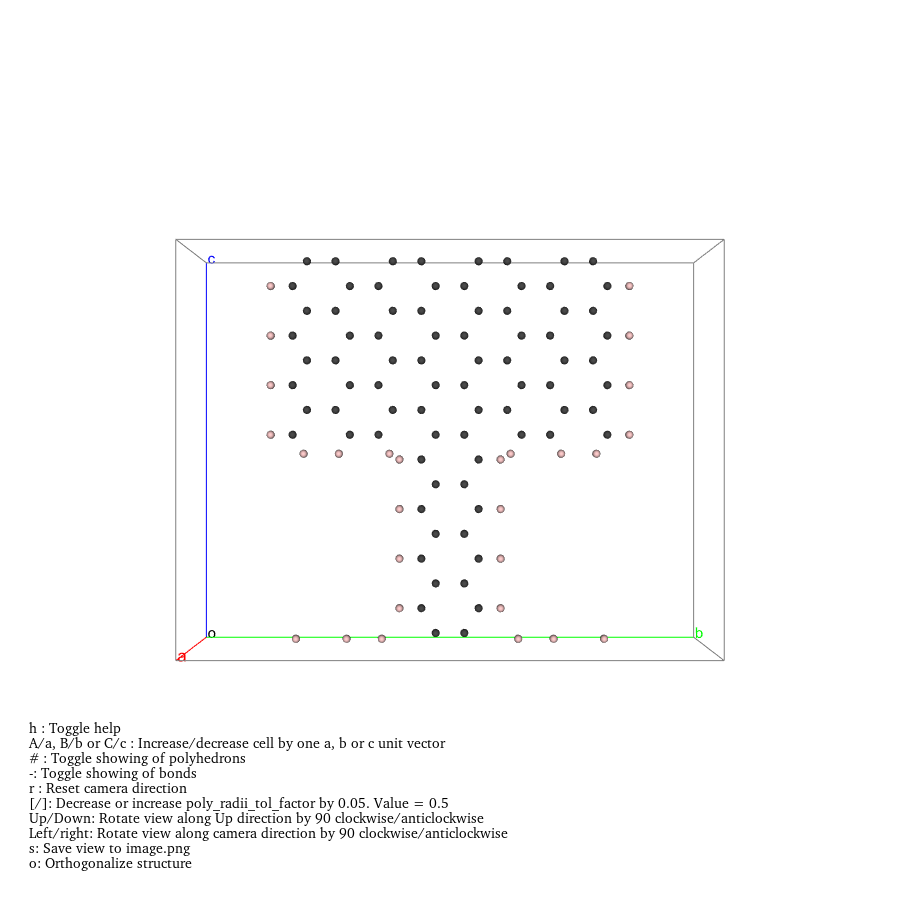 c
o
b
a
h : Toggle help
A/a, B/b or C/c : Increase/decrease cell by one a, b or c unit vector
# : Toggle showing of polyhedrons
-: Toggle showing of bonds
r : Reset camera direction
[/]: Decrease or increase poly_radii_tol_factor by 0.05. Value = 0.5
Up/Down: Rotate view along Up direction by 90 clockwise/anticlockwise
Left/right: Rotate view along camera direction by 90 clockwise/anticlockwise
s: Save view to image.png
o: Orthogonalize structure